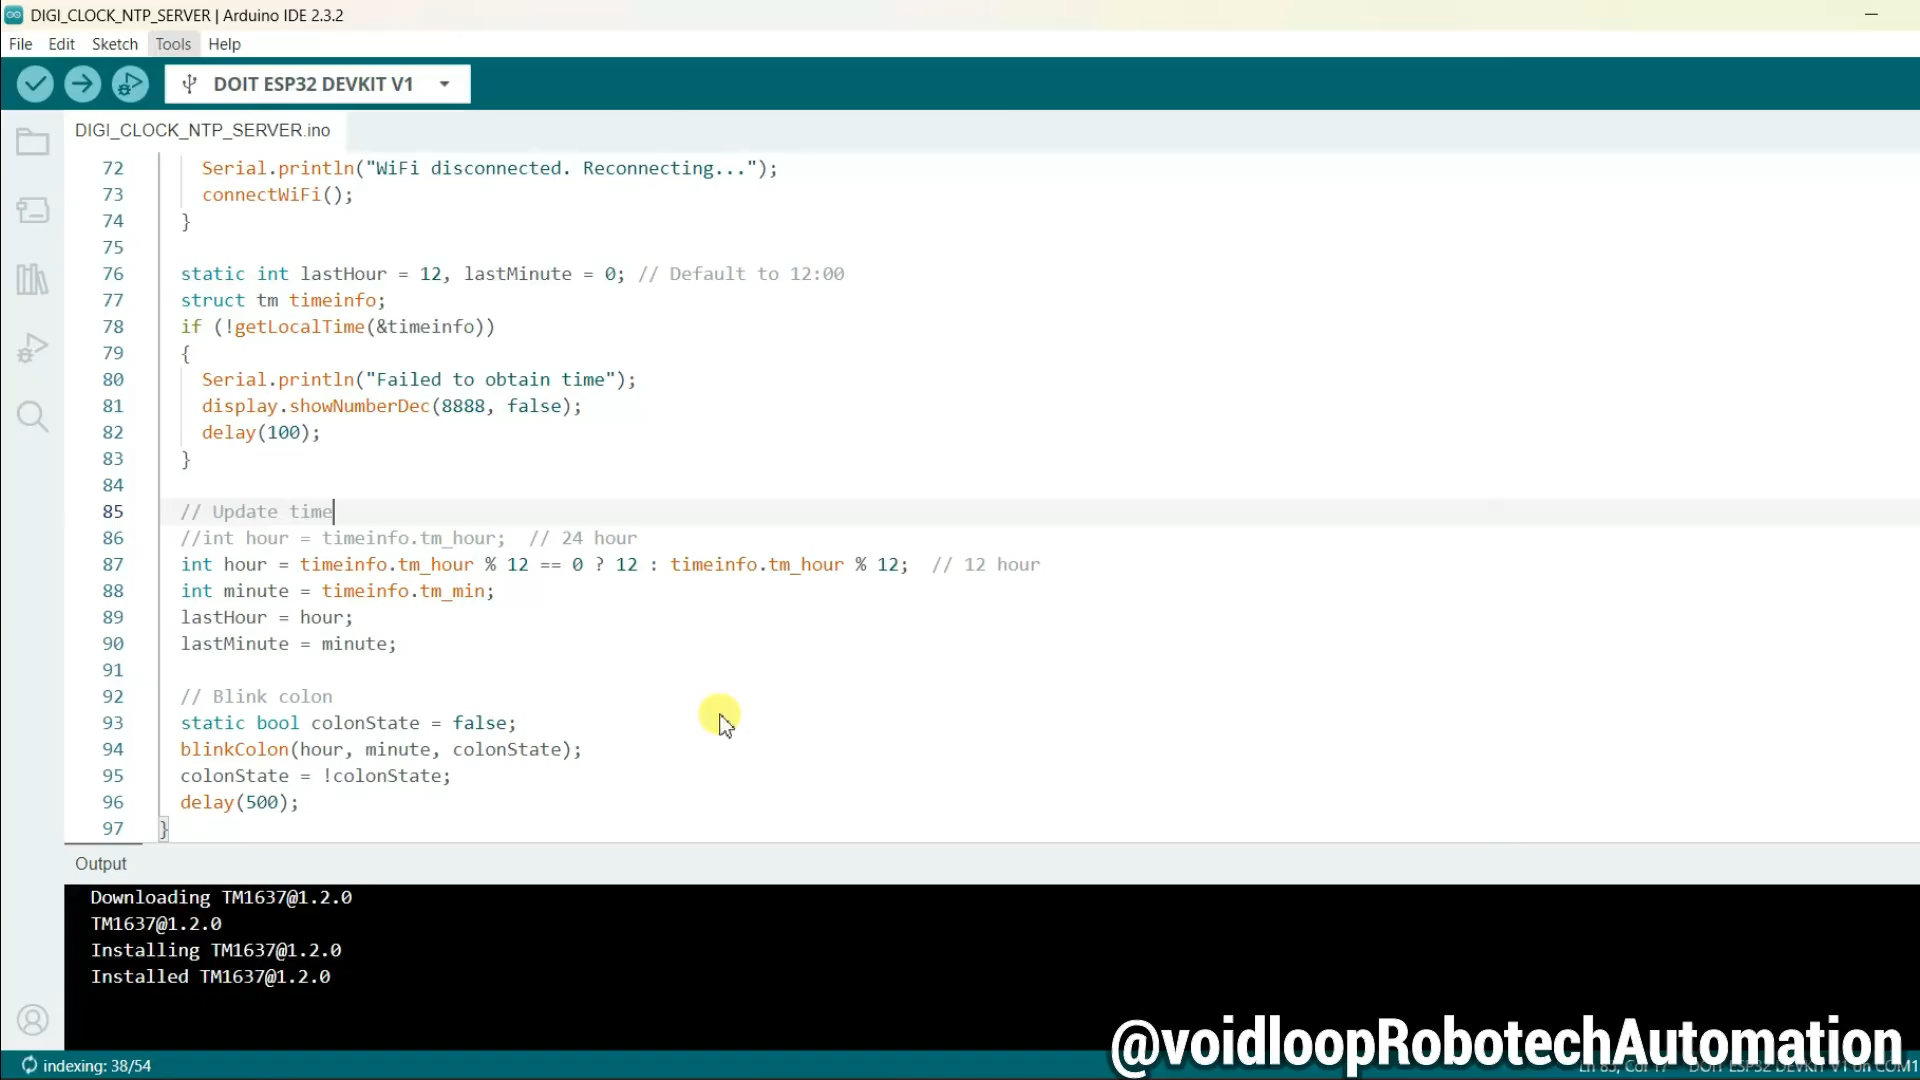 DIGI_CLOCK_NTP_SERVER | Arduino IDE 2.3.2
File Edit Sketch Tools Help
DOIT ESP32 DEVKIT V1
DIGI_CLOCK_NTP_SERVER.ino
72 Serial.println("WiFi disconnected. Reconnecting...");
73 connectWiFi();
74 }
75
76 static int lastHour = 12, lastMinute = 0; // Default to 12:00
77 struct tm timeinfo;
78 if (!getLocalTime(&timeinfo))
79 {
80 Serial.println("Failed to obtain time");
81 display.showNumberDec(8888, false);
82 delay(100);
83 }
84
85 // Update time
86 //int hour = timeinfo.tm_hour; // 24 hour
87 int hour = timeinfo.tm_hour % 12 == 0 ? 12 : timeinfo.tm_hour % 12; // 12 hour
88 int minute = timeinfo.tm_min;
89 lastHour = hour;
90 lastMinute = minute;
91
92 // Blink colon
93 static bool colonState = false;
94 blinkColon(hour, minute, colonState);
95 colonState = !colonState;
96 delay(500);
97 }
Output
Downloading TM1637@1.2.0
TM1637@1.2.0
Installing TM1637@1.2.0
Installed TM1637@1.2.0
@voidloopRobotechAutomation
indexing: 38/54